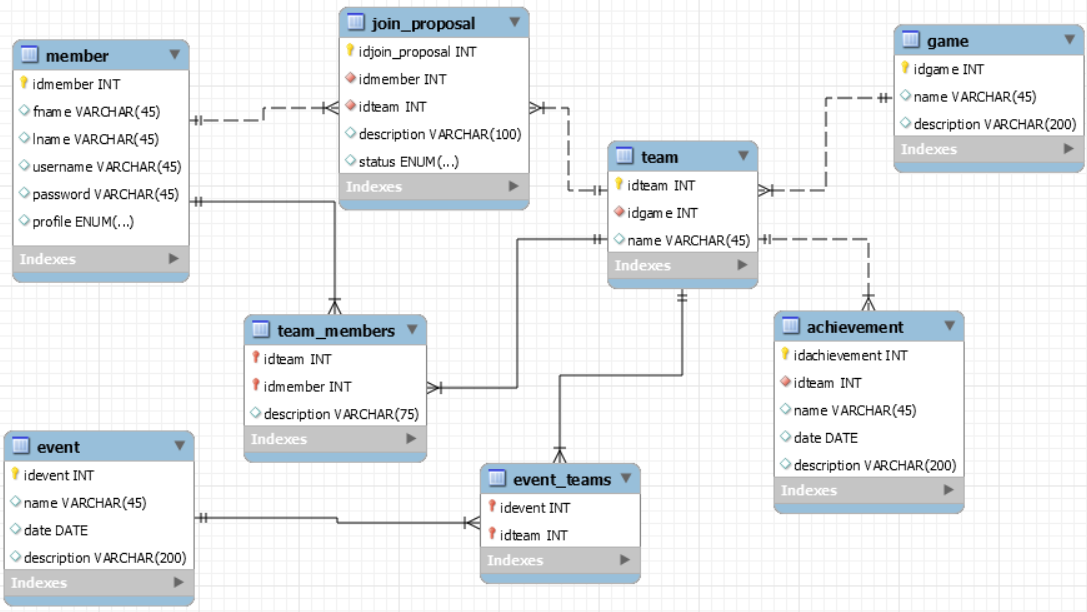 member
idmember INT
fname VARCHAR(45)
lname VARCHAR(45)
username VARCHAR(45)
password VARCHAR(45)
profile ENUM(...)
Indexes
join_proposal
idjoin_proposal INT
idmember INT
idteam INT
description VARCHAR(100)
status ENUM(...)
Indexes
game
idgame INT
name VARCHAR(45)
description VARCHAR(200)
Indexes
team
idteam INT
idgame INT
name VARCHAR(45)
Indexes
team_members
idteam INT
idmember INT
description VARCHAR(75)
Indexes
achievement
idachievement INT
idteam INT
name VARCHAR(45)
date DATE
description VARCHAR(200)
Indexes
event
idevent INT
name VARCHAR(45)
date DATE
description VARCHAR(200)
Indexes
event_teams
idevent INT
idteam INT
Indexes